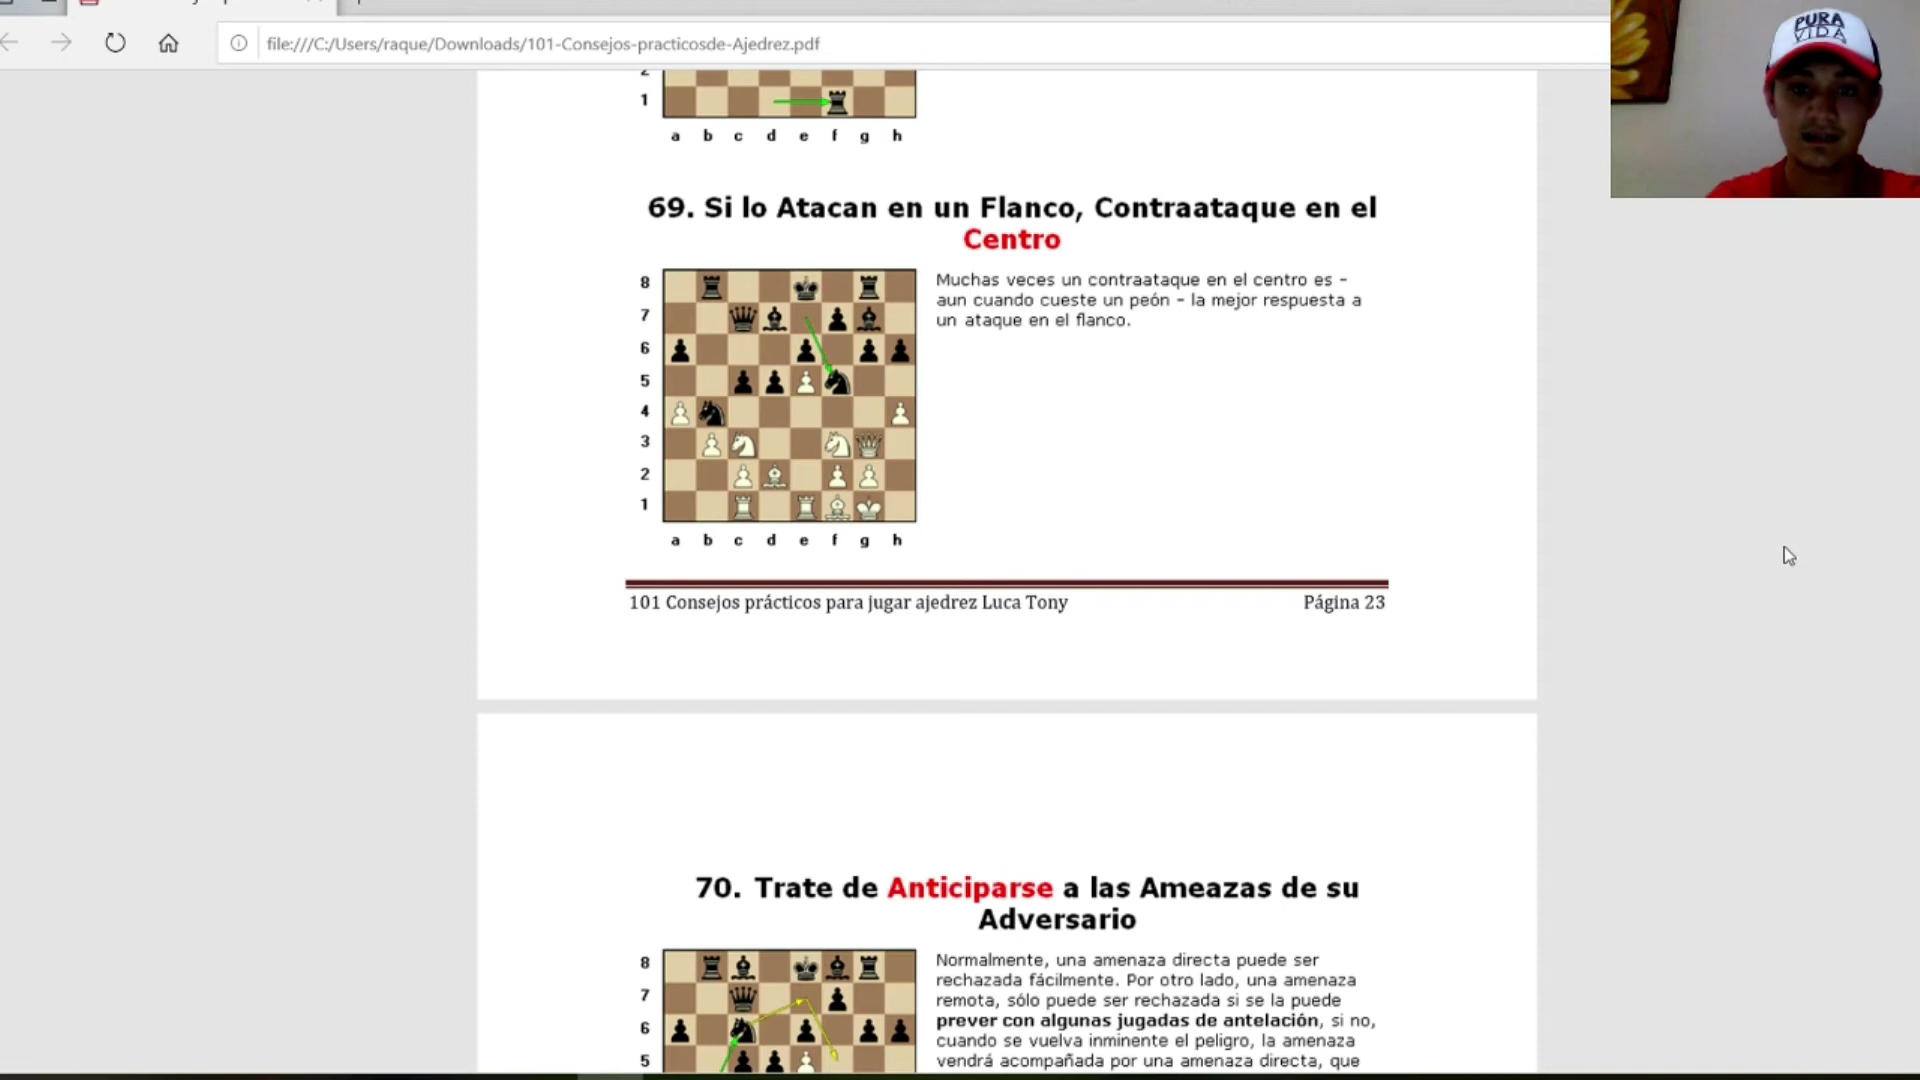 file:///C:/Users/raque/Downloads/101-Consejos-practicosde-Ajedrez.pdf
PURA
VIDA
2
1
a b c d e f g h
69. Si lo Atacan en un Flanco, Contraataque en el
Centro
8
7
6
5
4
3
2
1
a b c d e f g h
Muchas veces un contraataque en el centro es -
aun cuando cueste un peón - la mejor respuesta a
un ataque en el flanco.
101 Consejos prácticos para jugar ajedrez Luca Tony Página 23
70. Trate de Anticiparse a las Ameazas de su
Adversario
8
7
6
5
Normalmente, una amenaza directa puede ser
rechazada fácilmente. Por otro lado, una amenaza
remota, sólo puede ser rechazada si se la puede
prever con algunas jugadas de antelación, si no,
cuando se vuelva inminente el peligro, la amenaza
vendrá acompañada por una amenaza directa, que